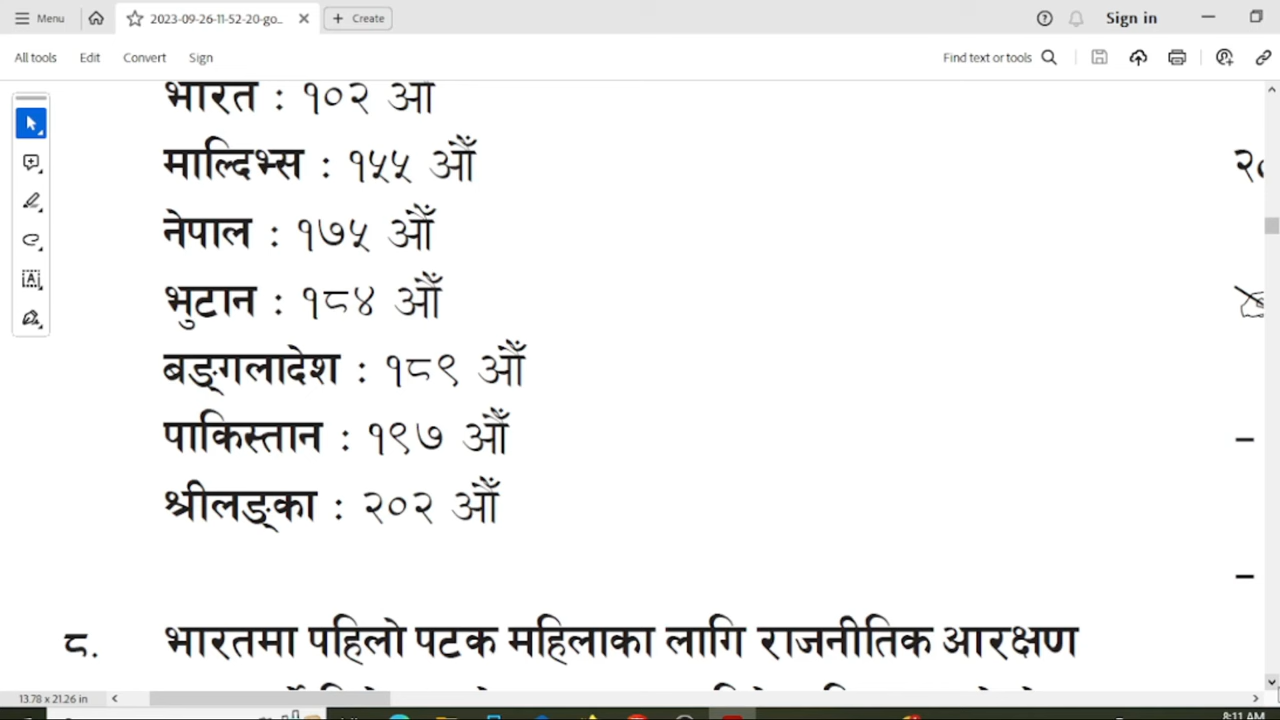 Menu 2023-09-26-11-52-20-go... Create Sign in
All tools Edit Convert Sign Find text or tools
भारत : १०२ औं
माल्दिभ्स : १५५ औँ
नेपाल : १७५ औँ
भुटान : १८४ औँ
बङ्गलादेश : १८९ औँ
पाकिस्तान : १९७ औँ
श्रीलङ्का : २०२ औँ
८. भारतमा पहिलो पटक महिलाका लागि राजनीतिक आरक्षण
13.78 x 21.26 in
8:11 AM